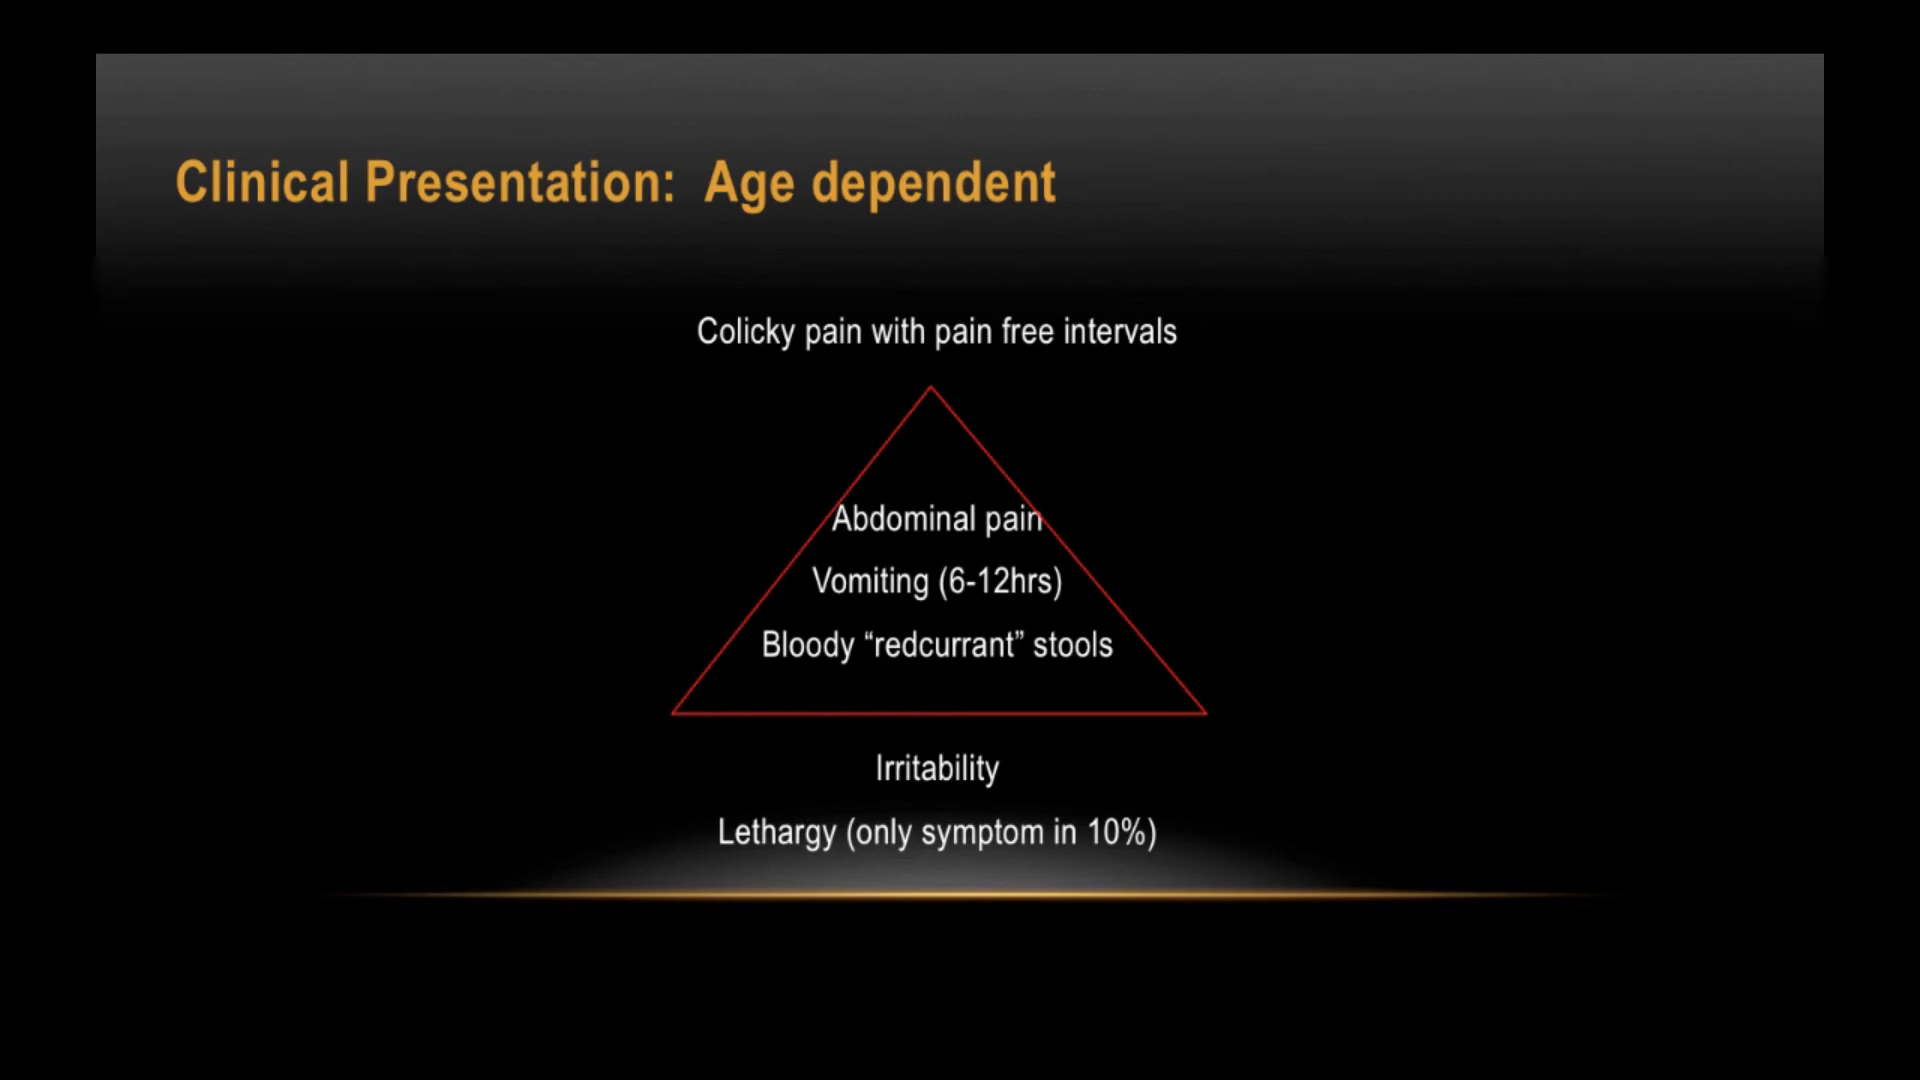 Clinical Presentation: Age dependent
Colicky pain with pain free intervals
Abdominal pain
Vomiting (6-12hrs)
Bloody “redcurrant” stools
Irritability
Lethargy (only symptom in 10%)